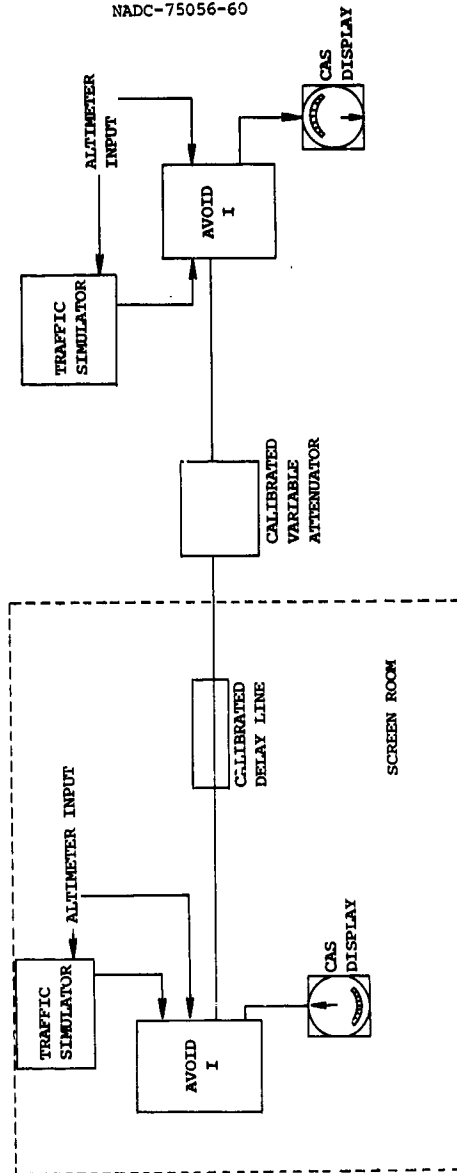 NADC-75056-60
TRAFFIC
SIMULATOR
ALTIMETER INPUT
AVOID
I
CAS
DISPLAY
CALIBRATED
DELAY LINE
SCREEN ROOM
CALIBRATED
VARIABLE
ATTENUATOR
TRAFFIC
SIMULATOR
ALTIMETER
INPUT
AVOID
I
CAS
DISPLAY